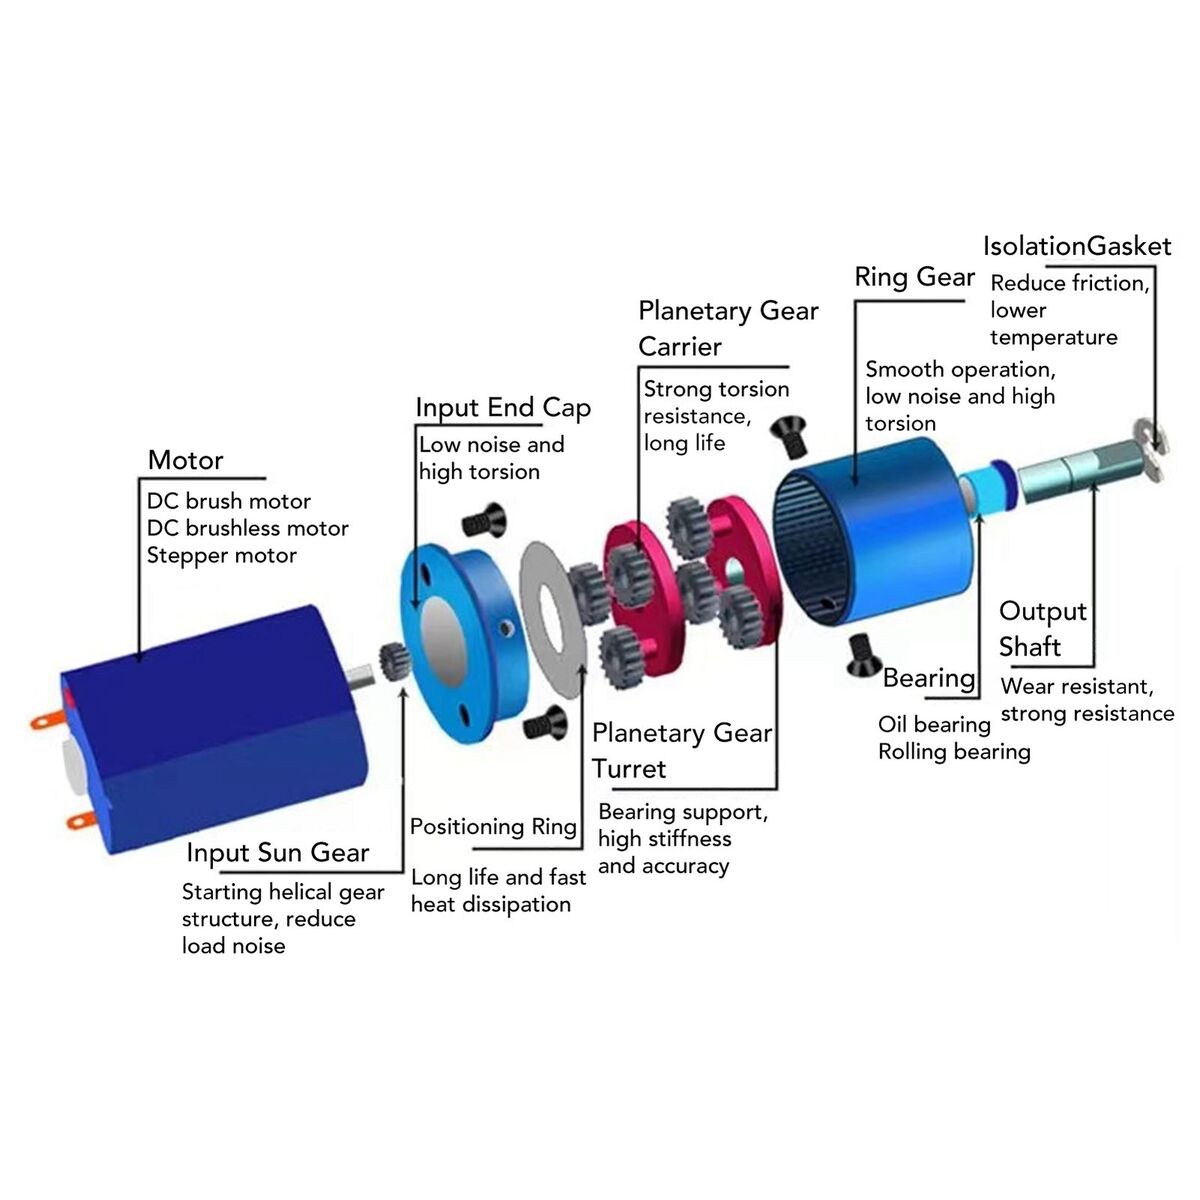 IsolationGasket
Reduce friction,
lower
temperature
Ring Gear
Smooth operation,
low noise and high
torsion
Planetary Gear
Carrier
Strong torsion
resistance,
long life
Input End Cap
Low noise and
high torsion
Motor
DC brush motor
DC brushless motor
Stepper motor
Output
Shaft
Wear resistant,
strong resistance
Bearing
Oil bearing
Rolling bearing
Planetary Gear
Turret
Bearing support,
high stiffness
and accuracy
Positioning Ring
Long life and fast
heat dissipation
Input Sun Gear
Starting helical gear
structure, reduce
load noise